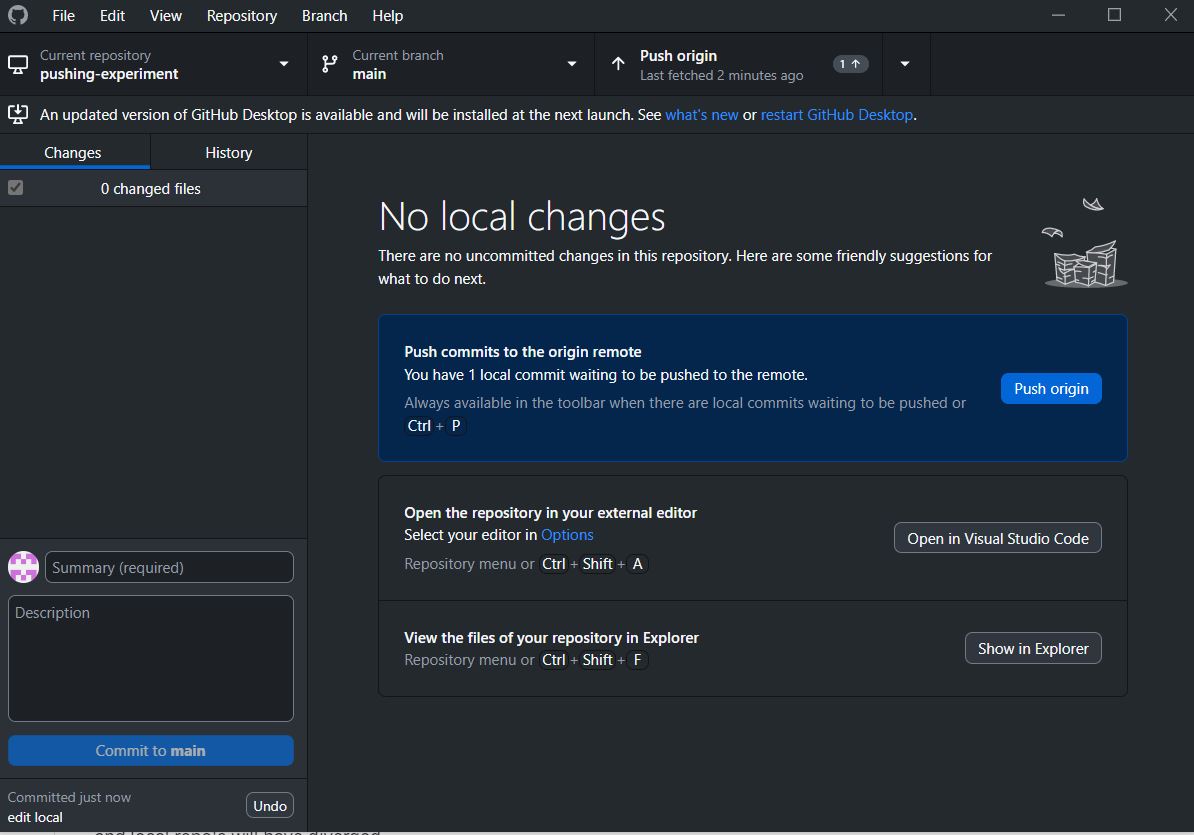 File Edit View Repository Branch Help
Current repository
pushing-experiment
Current branch
main
Push origin
Last fetched 2 minutes ago
1
An updated version of GitHub Desktop is available and will be installed at the next launch. See what's new or restart GitHub Desktop.
Changes
History
0 changed files
No local changes
There are no uncommitted changes in this repository. Here are some friendly suggestions for
what to do next.
Push commits to the origin remote
You have 1 local commit waiting to be pushed to the remote.
Always available in the toolbar when there are local commits waiting to be pushed or
Ctrl + P
Push origin
Open the repository in your external editor
Select your editor in Options
Repository menu or Ctrl + Shift + A
Open in Visual Studio Code
View the files of your repository in Explorer
Repository menu or Ctrl + Shift + F
Show in Explorer
Summary (required)
Description
Commit to main
Committed just now
edit local
Undo